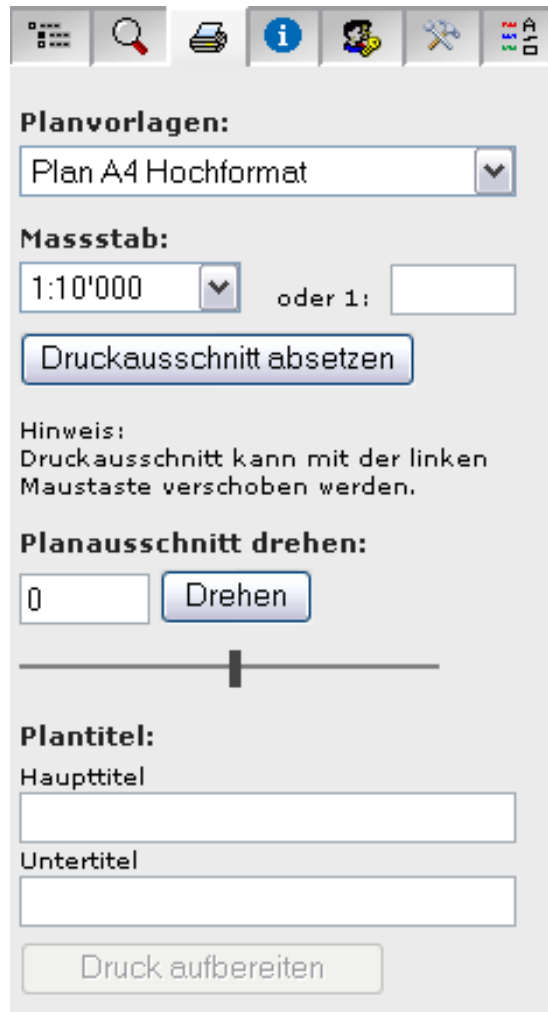 Planvorlagen:
Plan A4 Hochformat
Massstab:
1:10'000 oder 1:
Druckausschnitt absetzen
Hinweis:
Druckausschnitt kann mit der linken
Maustaste verschoben werden.
Planausschnitt drehen:
0 Drehen
Plantitel:
Haupttitel
Untertitel
Druck aufbereiten